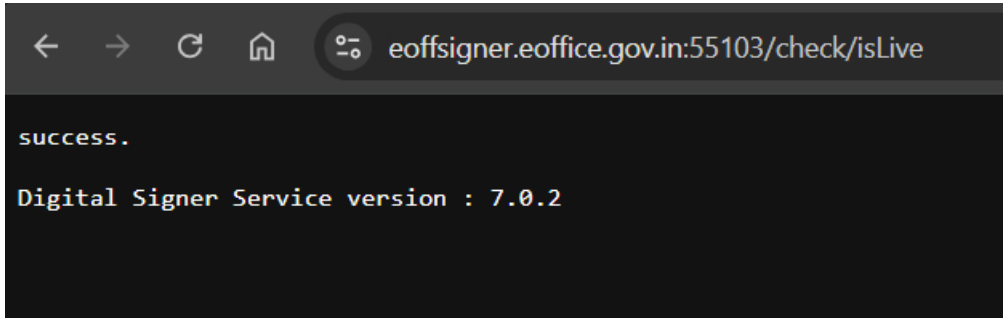 eoffsigner.eoffice.gov.in:55103/check/isLive
success.
Digital Signer Service version : 7.0.2